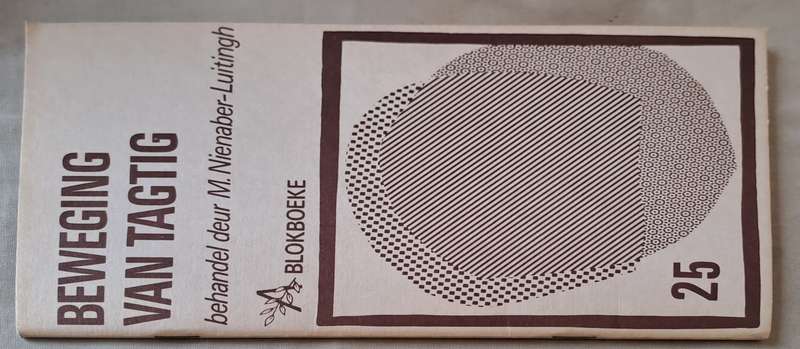 BEWEGING
VAN TAGTIG
behandel deur M. Nienaber-Luitingh
BLOKBOEKE
25